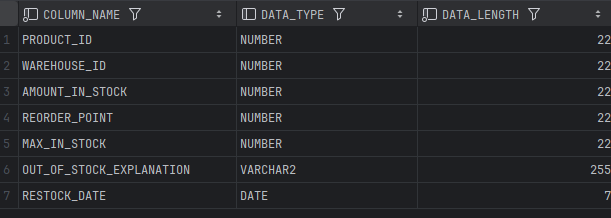 COLUMN_NAME DATA_TYPE DATA_LENGTH
1 PRODUCT_ID NUMBER 22
2 WAREHOUSE_ID NUMBER 22
3 AMOUNT_IN_STOCK NUMBER 22
4 REORDER_POINT NUMBER 22
5 MAX_IN_STOCK NUMBER 22
6 OUT_OF_STOCK_EXPLANATION VARCHAR2 255
7 RESTOCK_DATE DATE 7